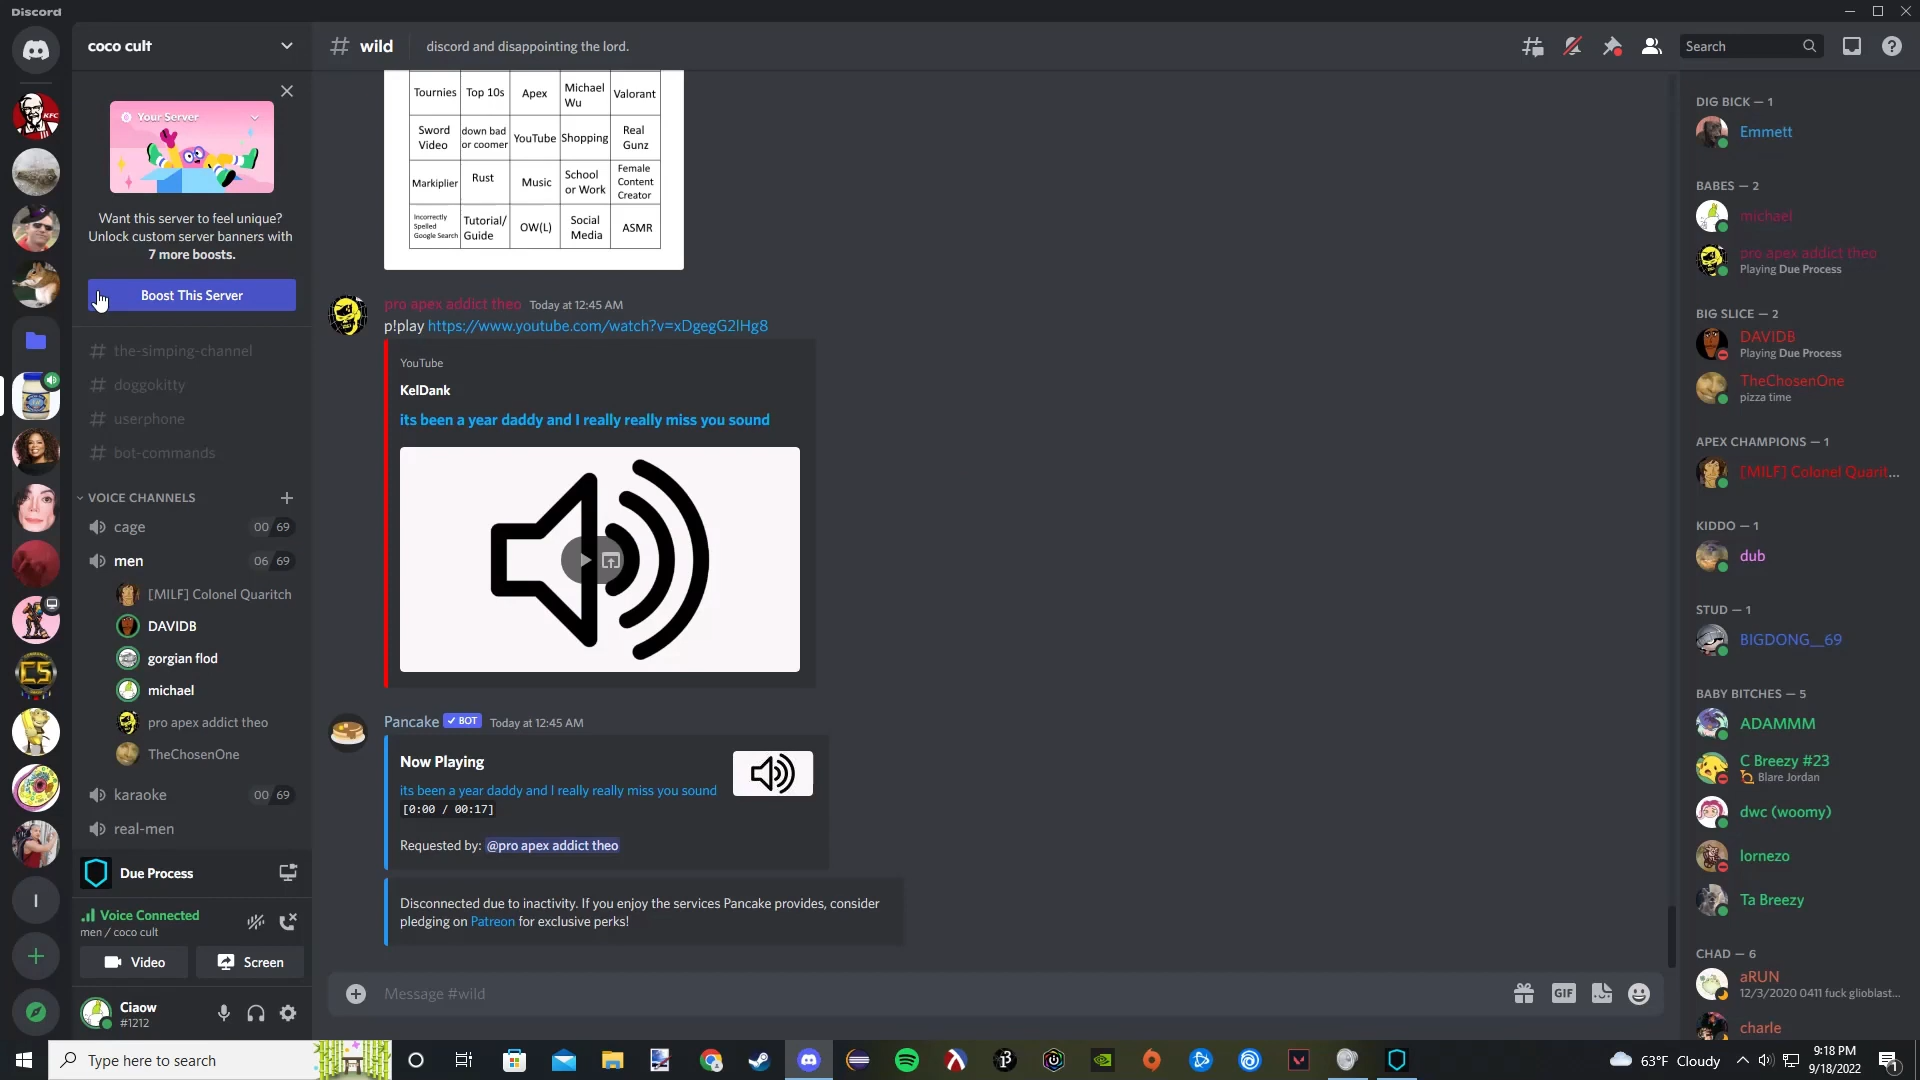 Discord
coco cult
wild
discord and disappointing the lord.
Search
Your Server
Want this server to feel unique?
Unlock custom server banners with
7 more boosts.
Boost This Server
the-simping-channel
doggokitty
userphone
bot-commands
VOICE CHANNELS
cage
00 69
men
06 69
[MILF] Colonel Quaritch
DAVIDB
gorgian flod
michael
pro apex addict theo
TheChosenOne
karaoke
00 69
real-men
Due Process
Voice Connected
men / coco cult
Video
Screen
Ciaow
#1212
Tournies
Top 10s
Apex
Michael
Wu
Valorant
Sword
Video
down bad
or coomer
YouTube
Shopping
Real
Gunz
Markiplier
Rust
Music
School
or Work
Female
Content
Creator
Incorrectly
Spelled
Google Search
Tutorial/
Guide
OW(L)
Social
Media
ASMR
pro apex addict theo Today at 12:45 AM
p!play https://www.youtube.com/watch?v=xDgegG2lHg8
YouTube
KelDank
its been a year daddy and I really really miss you sound
Pancake ✓ BOT Today at 12:45 AM
Now Playing
its been a year daddy and I really really miss you sound
[0:00 / 00:17]
Requested by: @pro apex addict theo
Disconnected due to inactivity. If you enjoy the services Pancake provides, consider
pledging on Patreon for exclusive perks!
Message #wild
GIF
DIG BICK — 1
Emmett
BABES — 2
michael
pro apex addict theo
Playing Due Process
BIG SLICE — 2
DAVIDB
Playing Due Process
TheChosenOne
pizza time
APEX CHAMPIONS — 1
[MILF] Colonel Quarit...
KIDDO — 1
dub
STUD — 1
BIGDONG__69
BABY BITCHES — 5
ADAMMM
C Breezy #23
Blare Jordan
dwc (woomy)
lornezo
Ta Breezy
CHAD — 6
aRUN
12/3/2020 0411 fuck glioblast...
charle
KFC
I
Type here to search
63°F Cloudy
9:18 PM
9/18/2022
1